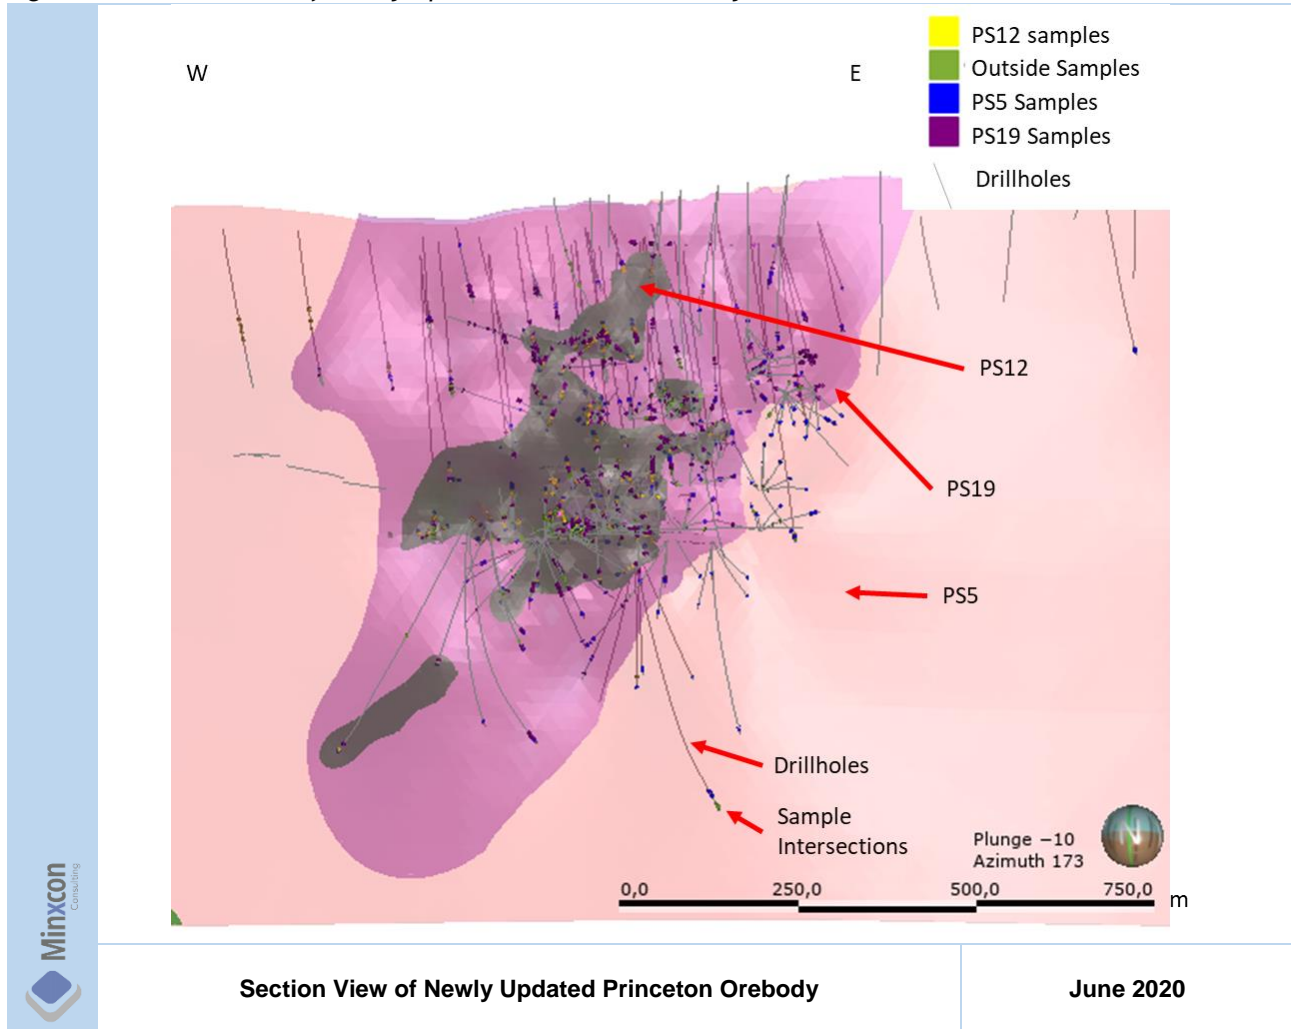 W
E
PS12 samples
Outside Samples
PS5 Samples
PS19 Samples
Drillholes
PS12
PS19
PS5
Drillholes
Sample
Intersections
Plunge −10
Azimuth 173
N
0,0 250,0 500,0 750,0
m
Minxcon
Consulting
Section View of Newly Updated Princeton Orebody
June 2020